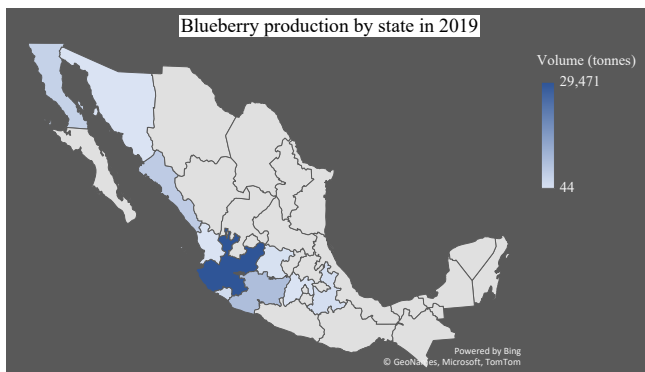 Blueberry production by state in 2019
Volume (tonnes)
29,471
44
Powered by Bing
© GeoNames, Microsoft, TomTom